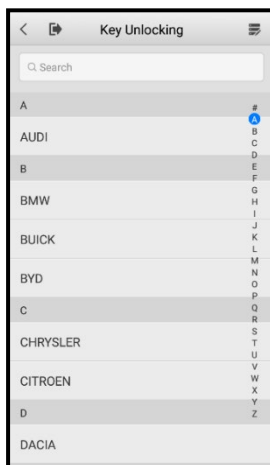 Key Unlocking
Search
A
AUDI
B
BMW
BUICK
BYD
C
CHRYSLER
CITROEN
D
DACIA
#
A
B
C
D
E
F
G
H
I
J
K
L
M
N
O
P
Q
R
S
T
U
V
W
X
Y
Z